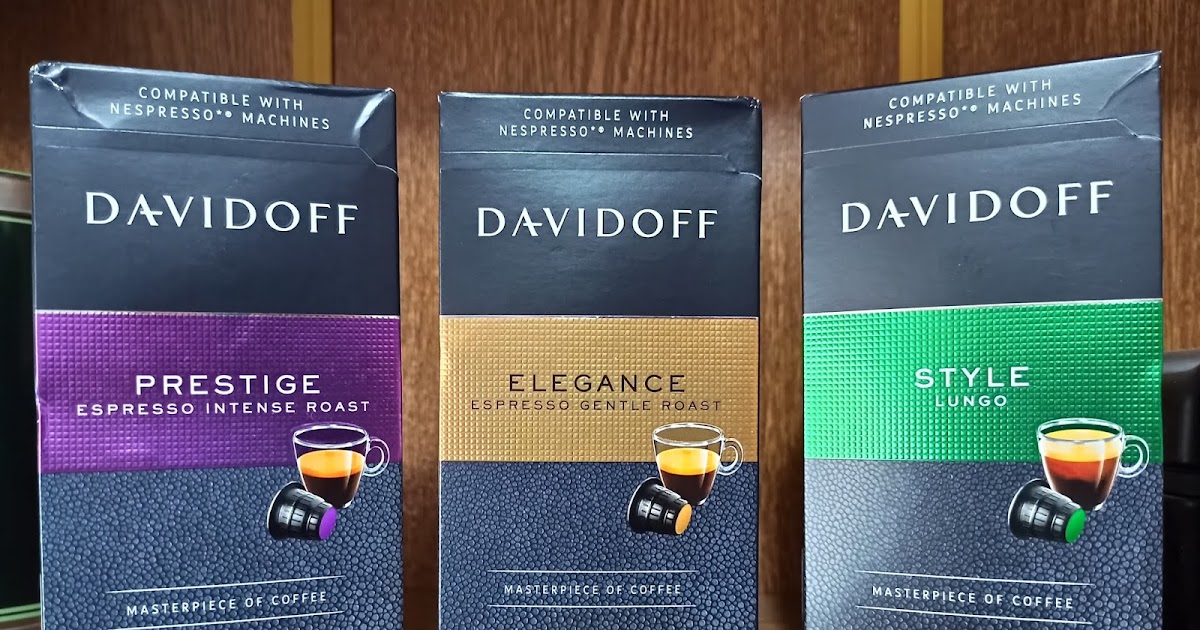 COMPATIBLE WITH
NESPRESSO*® MACHINES
DAVIDOFF
PRESTIGE
ESPRESSO INTENSE ROAST
MASTERPIECE OF COFFEE
COMPATIBLE WITH
NESPRESSO*® MACHINES
DAVIDOFF
ELEGANCE
ESPRESSO GENTLE ROAST
MASTERPIECE OF COFFEE
COMPATIBLE WITH
NESPRESSO*® MACHINES
DAVIDOFF
STYLE
LUNGO
MASTERPIECE OF COFFEE